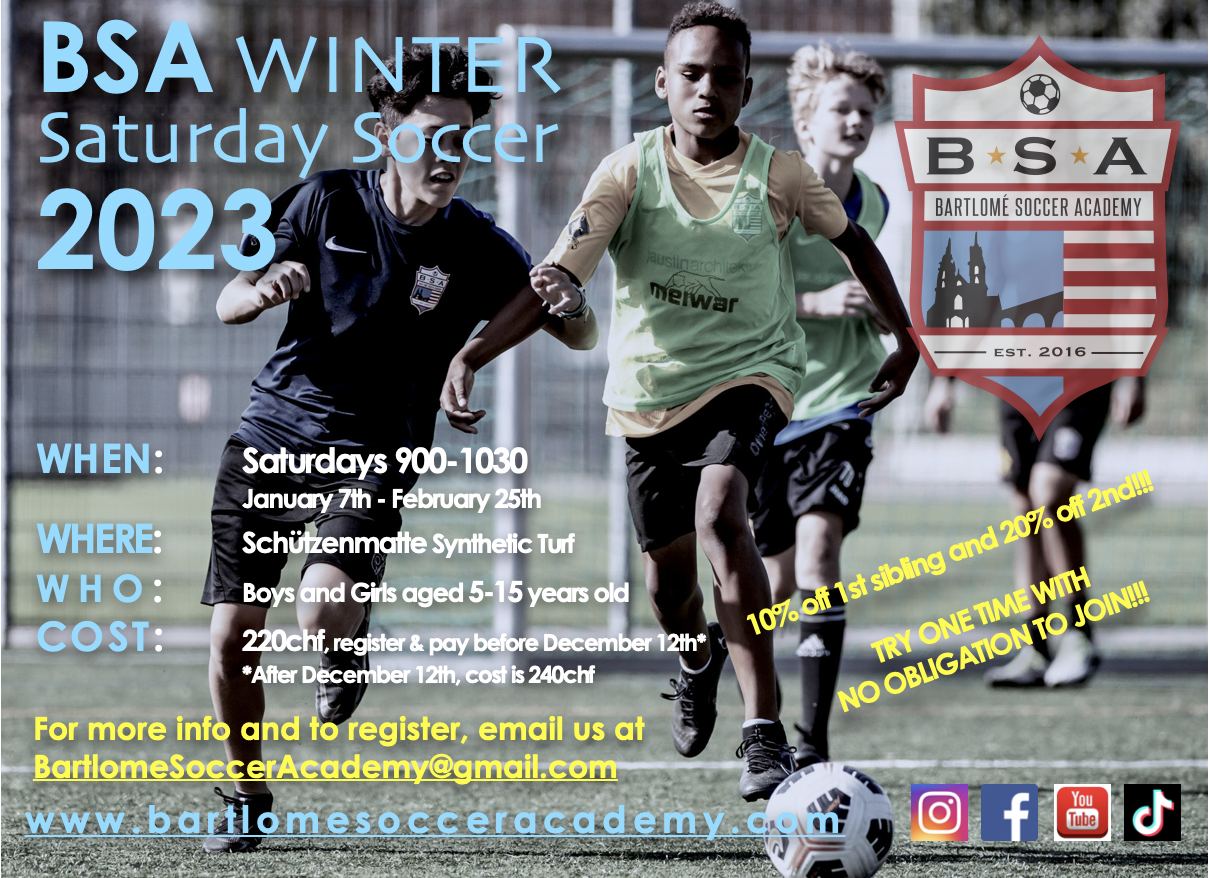 BSA WINTER
Saturday Soccer
2023
B S A
BARTLOMÉ SOCCER ACADEMY
EST. 2016
BSA
meiwar
WHEN: Saturdays 900-1030
January 7th - February 25th
WHERE: Schützenmatte Synthetic Turf
WHO: Boys and Girls aged 5-15 years old
COST: 220chf, register & pay before December 12th*
*After December 12th, cost is 240chf
10% off 1st sibling and 20% off 2nd!!!
TRY ONE TIME WITH
NO OBLIGATION TO JOIN!!!
For more info and to register, email us at
BartlomeSoccerAcademy@gmail.com
www.bartlomesocceracademy.com
You
Tube